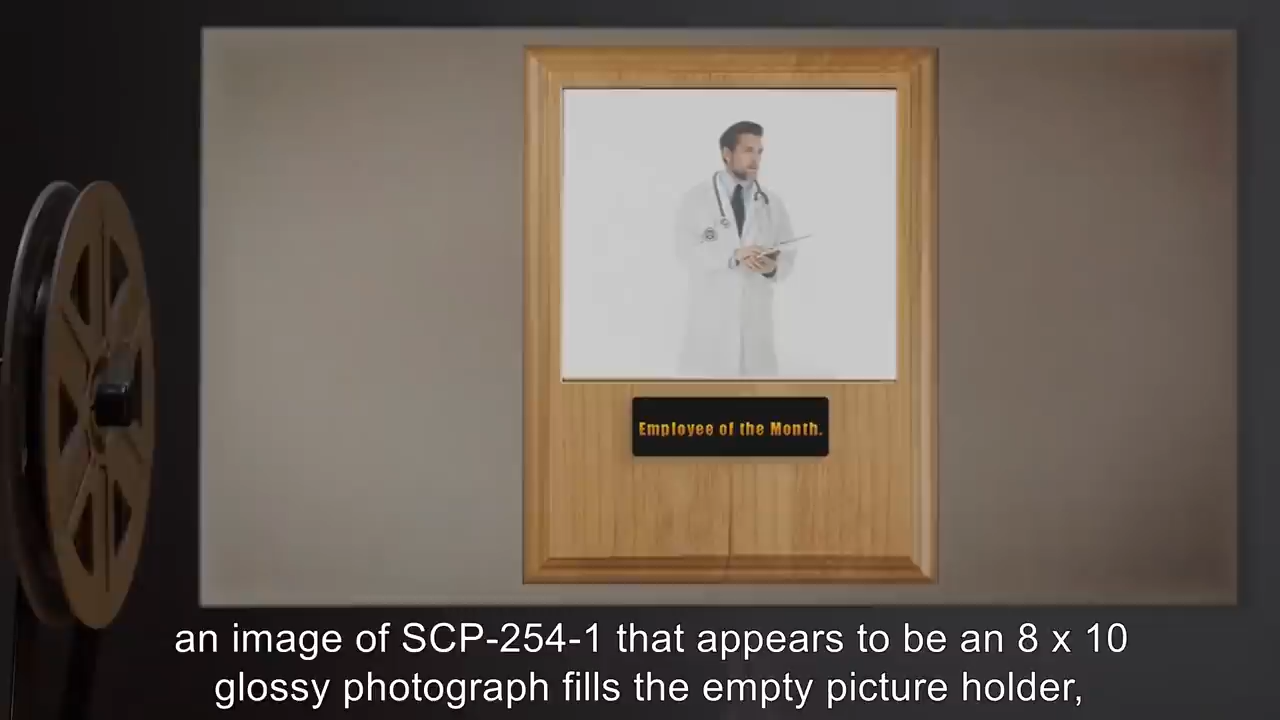 Employee of the Month.
an image of SCP-254-1 that appears to be an 8 x 10
glossy photograph fills the empty picture holder,